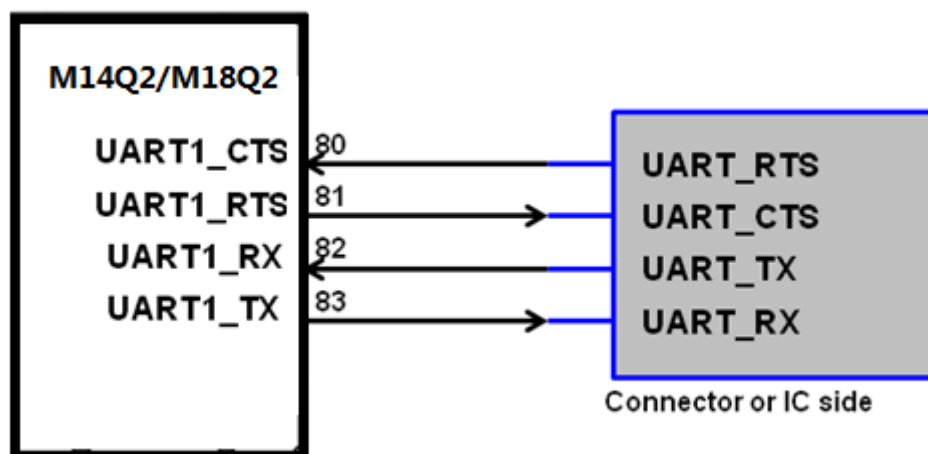 M14Q2/M18Q2
UART1_CTS 80 UART_RTS
UART1_RTS 81 UART_CTS
UART1_RX 82 UART_TX
UART1_TX 83 UART_RX
Connector or IC side